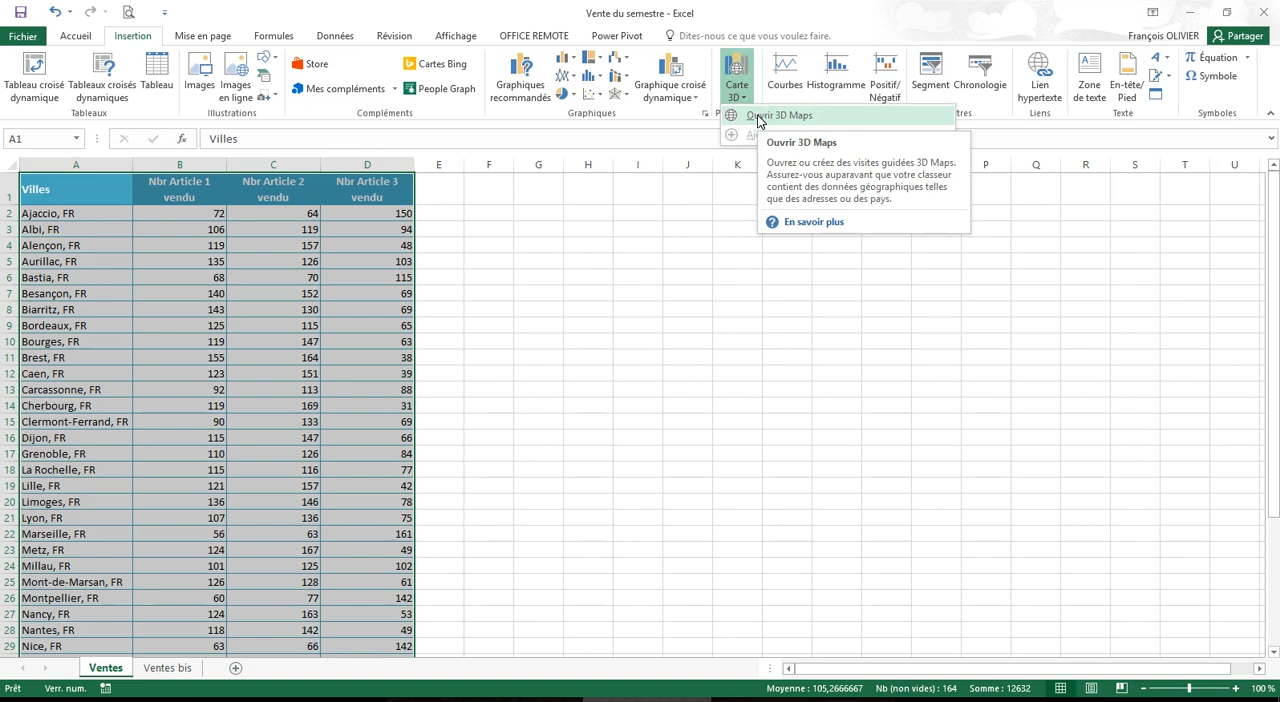 Vente du semestre - Excel
Fichier Accueil Insertion Mise en page Formules Données Révision Affichage OFFICE REMOTE Power Pivot Dites-nous ce que vous voulez faire. François OLIVIER Partager
Tableau croisé dynamique
Tableaux croisés dynamiques
Tableau
Tableaux
Images
Images en ligne
Illustrations
Store
Mes compléments
Cartes Bing
People Graph
Compléments
Graphiques recommandés
Graphique croisé dynamique
Graphiques
Carte 3D
Courbes
Histogramme
Positif/ Négatif
Segment
Chronologie
Lien hypertexte
Liens
Zone de texte
En-tête/ Pied
Texte
Équation
Symbole
Symboles
Ouvrir 3D Maps
Ouvrir 3D Maps
Ouvrez ou créez des visites guidées 3D Maps.
Assurez-vous auparavant que votre classeur
contient des données géographiques telles
que des adresses ou des pays.
En savoir plus
A1 Villes
A B C D E F G H I J K P Q R S T U
1 Villes Nbr Article 1 vendu Nbr Article 2 vendu Nbr Article 3 vendu
2 Ajaccio, FR 72 64 150
3 Albi, FR 106 119 94
4 Alençon, FR 119 157 48
5 Aurillac, FR 135 126 103
6 Bastia, FR 68 70 115
7 Besançon, FR 140 152 69
8 Biarritz, FR 143 130 69
9 Bordeaux, FR 125 115 65
10 Bourges, FR 119 147 63
11 Brest, FR 155 164 38
12 Caen, FR 123 151 39
13 Carcassonne, FR 92 113 88
14 Cherbourg, FR 119 169 31
15 Clermont-Ferrand, FR 90 133 69
16 Dijon, FR 115 147 66
17 Grenoble, FR 110 126 84
18 La Rochelle, FR 115 116 77
19 Lille, FR 121 157 42
20 Limoges, FR 136 146 78
21 Lyon, FR 107 136 75
22 Marseille, FR 56 63 161
23 Metz, FR 124 167 49
24 Millau, FR 101 125 102
25 Mont-de-Marsan, FR 126 128 61
26 Montpellier, FR 60 77 142
27 Nancy, FR 124 163 53
28 Nantes, FR 118 142 49
29 Nice, FR 63 66 142
Ventes Ventes bis
Prêt Verr. num. Moyenne : 105,2666667 Nb (non vides) : 164 Somme : 12632 100 %